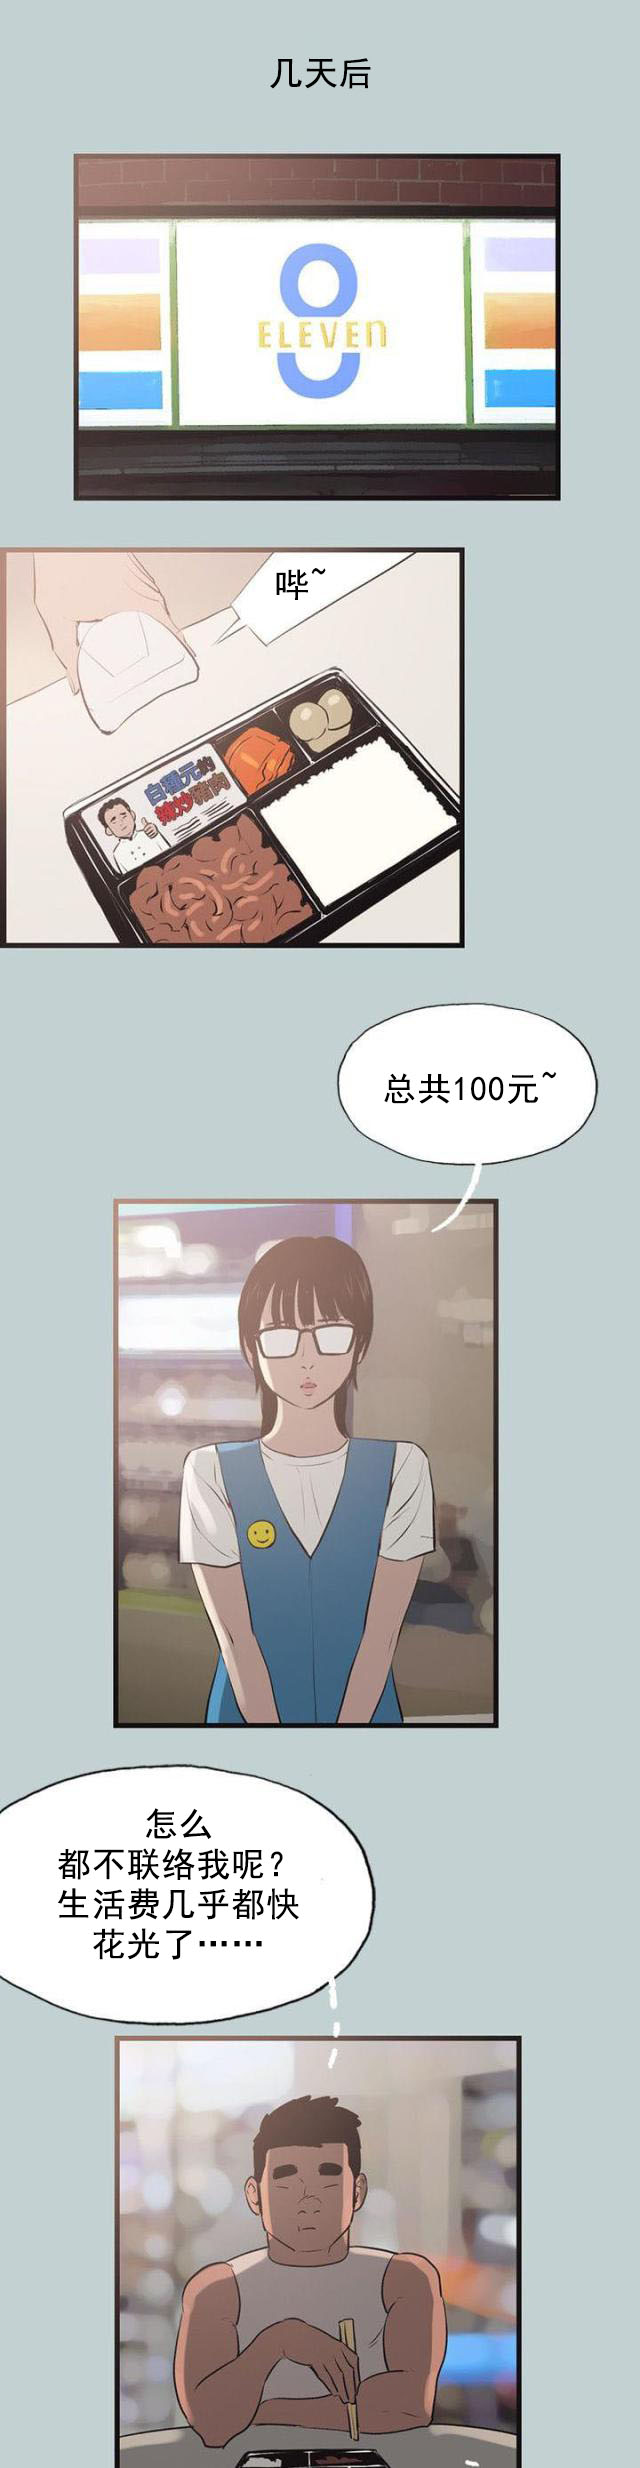 几天后
8
ELEVEN
哔~
白種元的
辣炒豬肉
总共100元~
怎么
都不联络我呢？
生活费几乎都快
花光了……